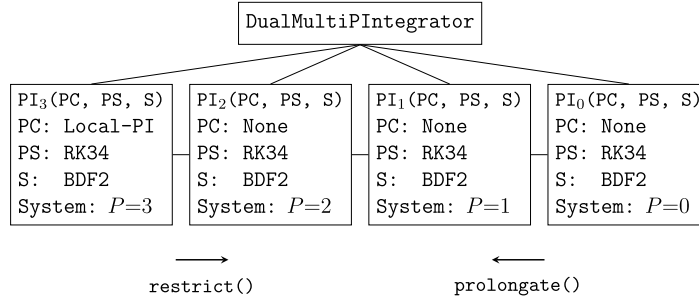 DualMultiPIntegrator
PI₃(PC, PS, S)
PC: Local-PI
PS: RK34
S: BDF2
System: P=3
PI₂(PC, PS, S)
PC: None
PS: RK34
S: BDF2
System: P=2
PI₁(PC, PS, S)
PC: None
PS: RK34
S: BDF2
System: P=1
PI₀(PC, PS, S)
PC: None
PS: RK34
S: BDF2
System: P=0
restrict()
prolongate()